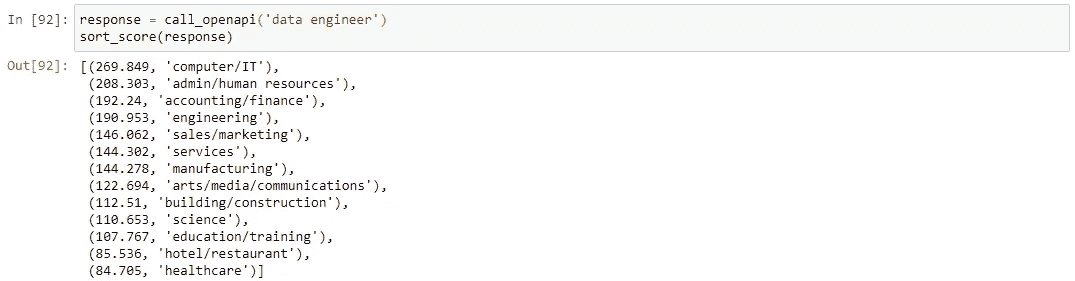 In [92]: response = call_openapi('data engineer')
sort_score(response)
Out[92]: [(269.849, 'computer/IT'),
(208.303, 'admin/human resources'),
(192.24, 'accounting/finance'),
(190.953, 'engineering'),
(146.062, 'sales/marketing'),
(144.302, 'services'),
(144.278, 'manufacturing'),
(122.694, 'arts/media/communications'),
(112.51, 'building/construction'),
(110.653, 'science'),
(107.767, 'education/training'),
(85.536, 'hotel/restaurant'),
(84.705, 'healthcare')]